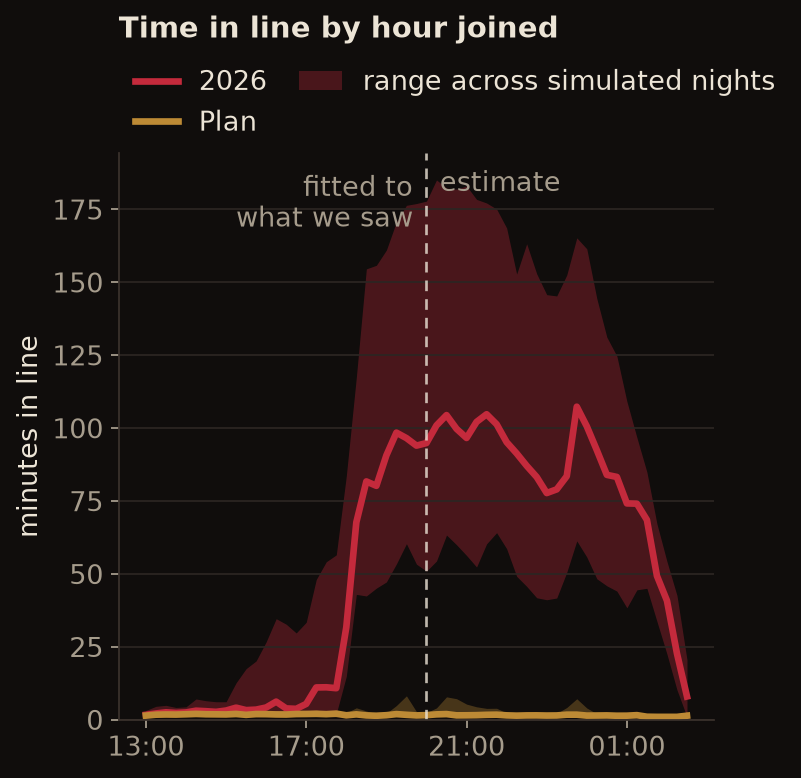 Time in line by hour joined
2026
range across simulated nights
Plan
fitted to
what we saw
estimate
175
150
125
100
75
50
25
0
minutes in line
13:00
17:00
21:00
01:00